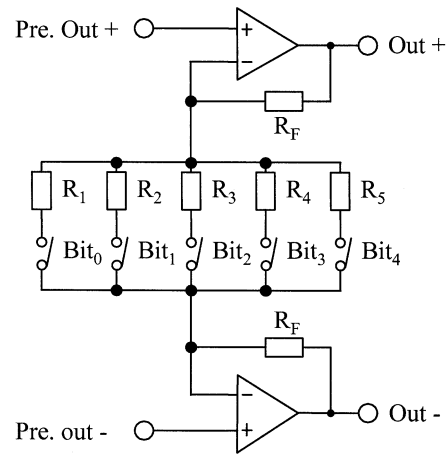 Pre. Out +
+
−
Out +
R_F
R_1 R_2 R_3 R_4 R_5
Bit_0 Bit_1 Bit_2 Bit_3 Bit_4
R_F
−
+
Out -
Pre. out -